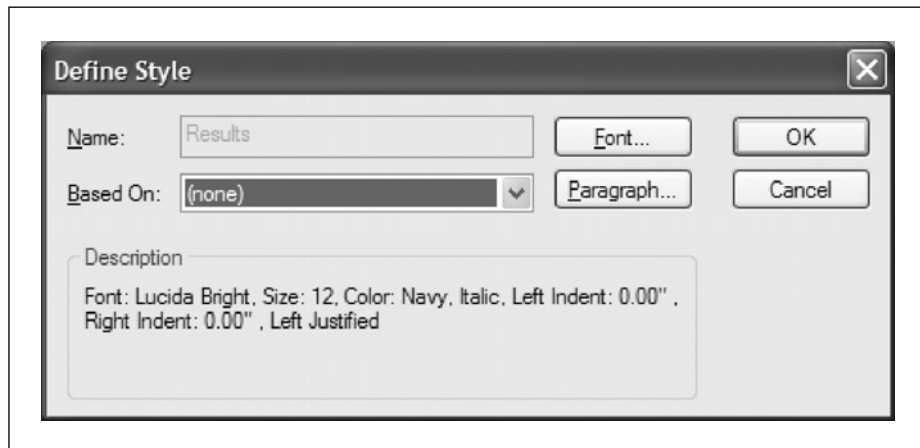 Define Style
Name: Results Font... OK
Based On: (none) Paragraph... Cancel
Description
Font: Lucida Bright, Size: 12, Color: Navy, Italic, Left Indent: 0.00" ,
Right Indent: 0.00" , Left Justified